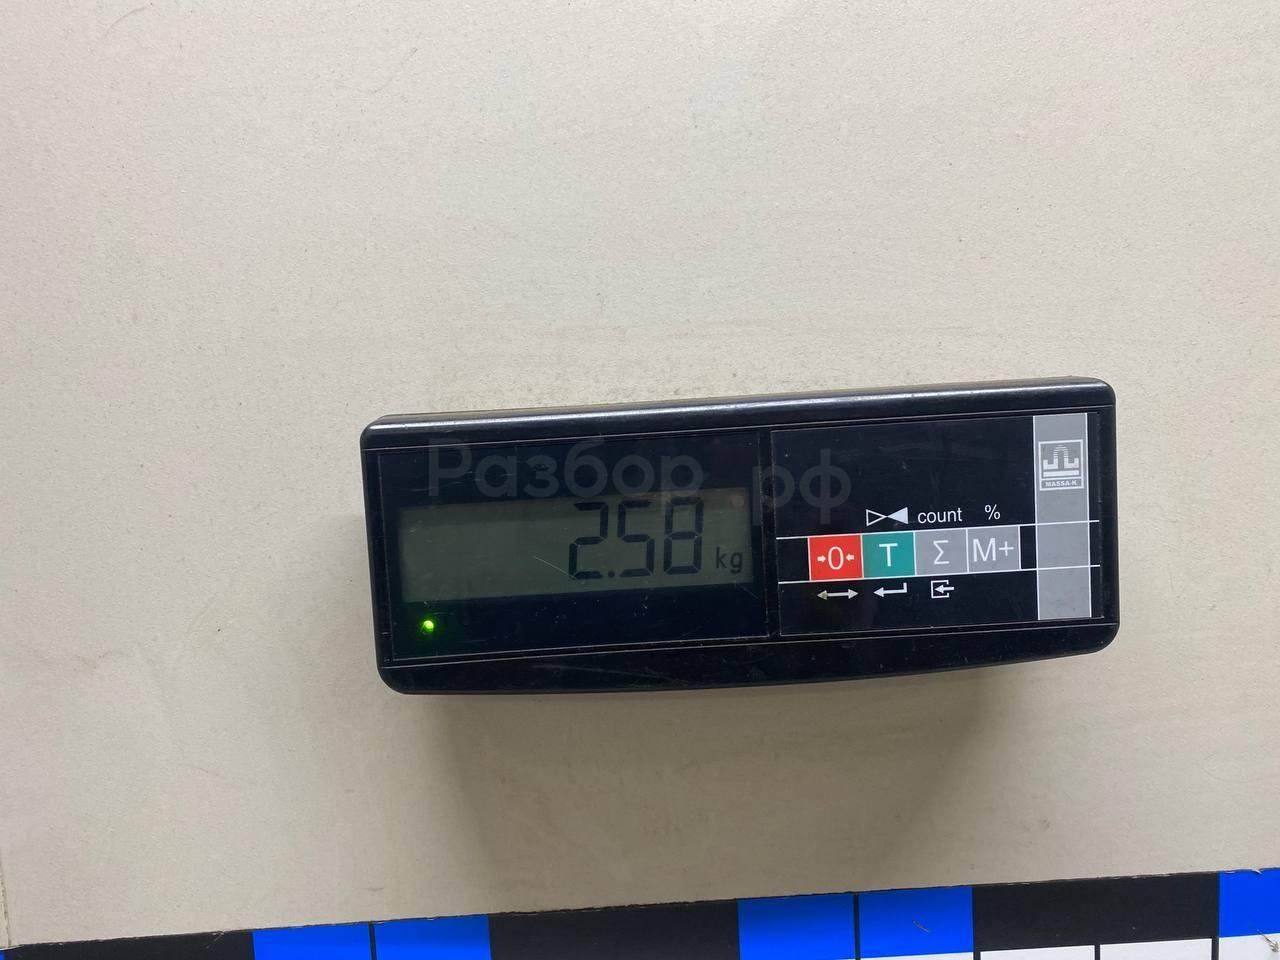 Разбор рф
2.58 kg
MASSA-K
count %
→0← T Σ M+